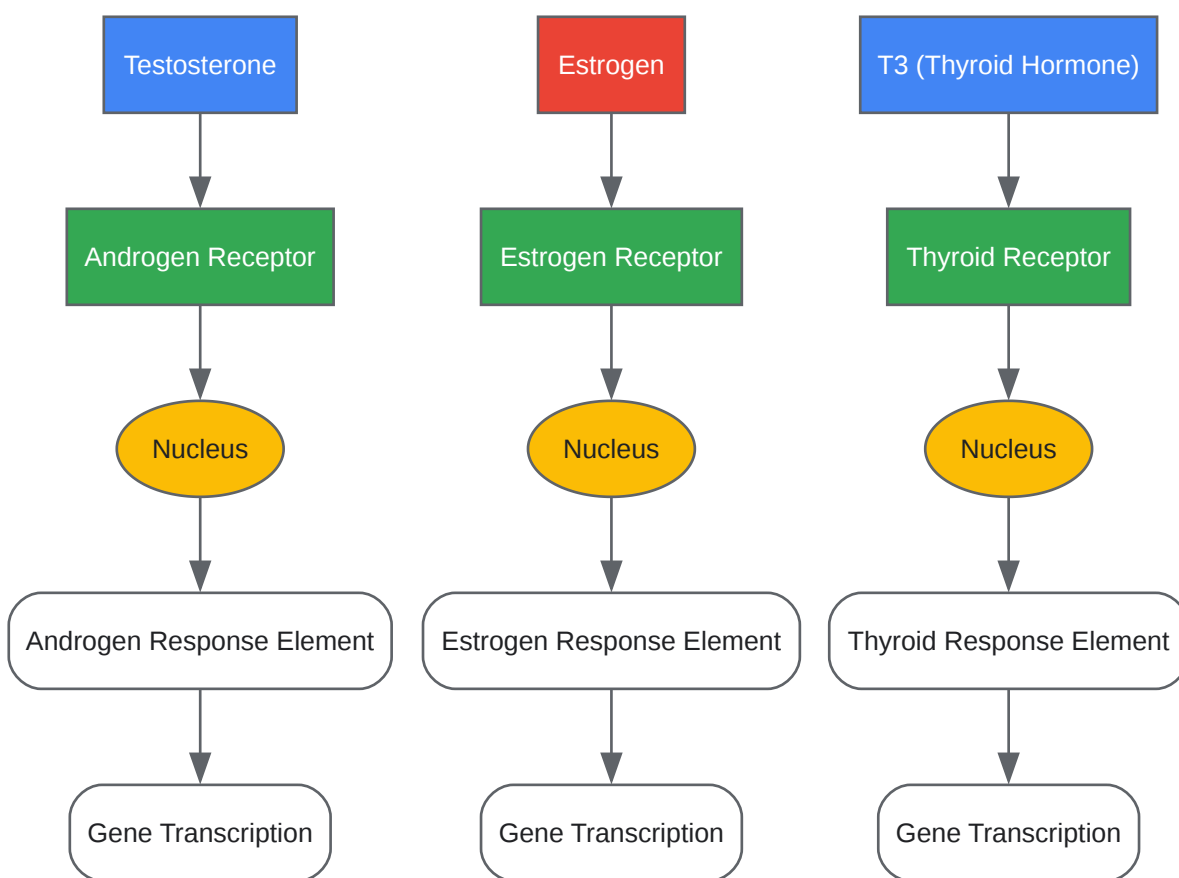 Testosterone
Estrogen
T3 (Thyroid Hormone)
Androgen Receptor
Estrogen Receptor
Thyroid Receptor
Nucleus
Nucleus
Nucleus
Androgen Response Element
Estrogen Response Element
Thyroid Response Element
Gene Transcription
Gene Transcription
Gene Transcription